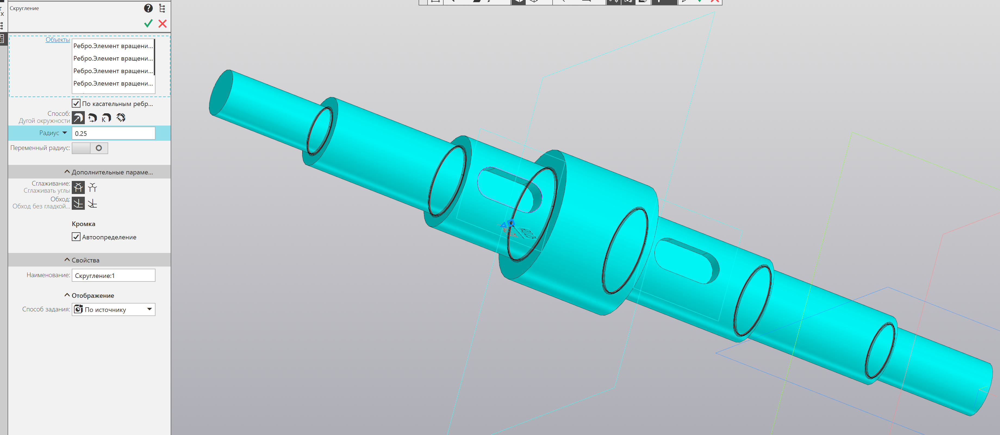 Скругление
Объекты
Ребро.Элемент вращени...
Ребро.Элемент вращени...
Ребро.Элемент вращени...
Ребро.Элемент вращени...
По касательным ребр...
Способ:
Дугой окружности
Радиус
0.25
Переменный радиус:
Дополнительные параме...
Сглаживание:
Сглаживать углы
Обход:
Обход без гладкой...
Кромка
Автоопределение
Свойства
Наименование:
Скругление:1
Отображение
Способ задания:
По источнику